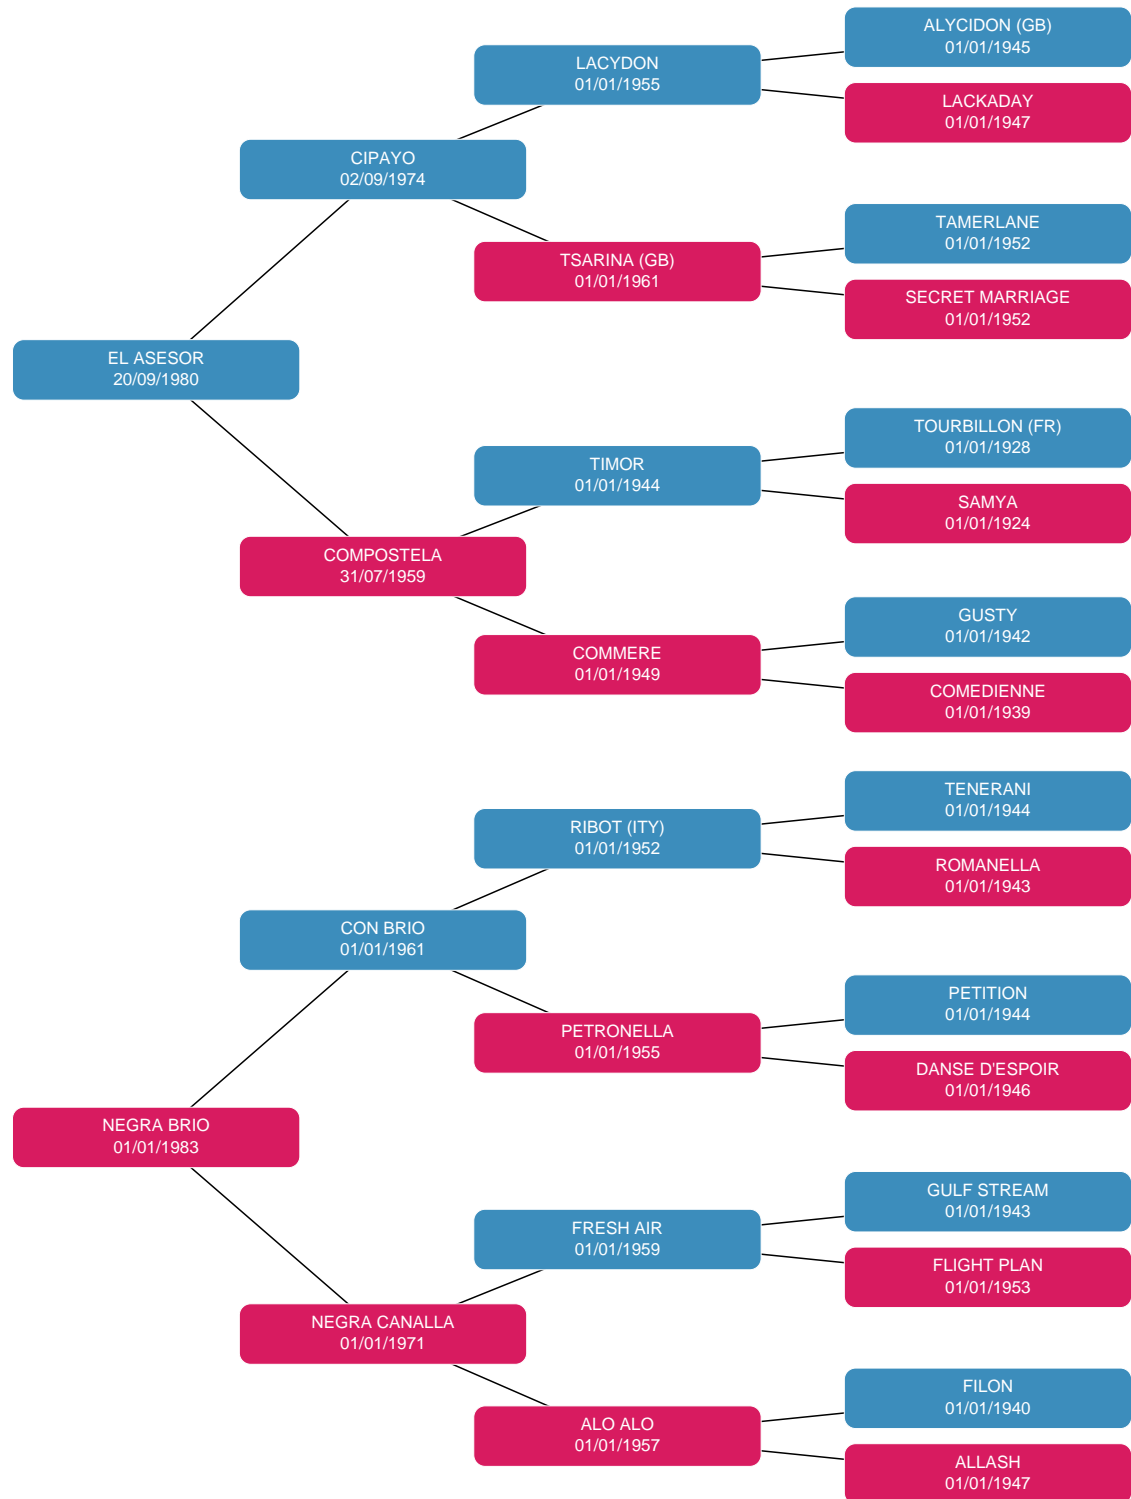 ALYCIDON (GB)
01/01/1945
LACYDON
01/01/1955
LACKADAY
01/01/1947
CIPAYO
02/09/1974
TAMERLANE
01/01/1952
TSARINA (GB)
01/01/1961
SECRET MARRIAGE
01/01/1952
EL ASESOR
20/09/1980
TOURBILLON (FR)
01/01/1928
TIMOR
01/01/1944
SAMYA
01/01/1924
COMPOSTELA
31/07/1959
GUSTY
01/01/1942
COMMERE
01/01/1949
COMEDIENNE
01/01/1939
TENERANI
01/01/1944
RIBOT (ITY)
01/01/1952
ROMANELLA
01/01/1943
CON BRIO
01/01/1961
PETITION
01/01/1944
PETRONELLA
01/01/1955
DANSE D'ESPOIR
01/01/1946
NEGRA BRIO
01/01/1983
GULF STREAM
01/01/1943
FRESH AIR
01/01/1959
FLIGHT PLAN
01/01/1953
NEGRA CANALLA
01/01/1971
FILON
01/01/1940
ALO ALO
01/01/1957
ALLASH
01/01/1947